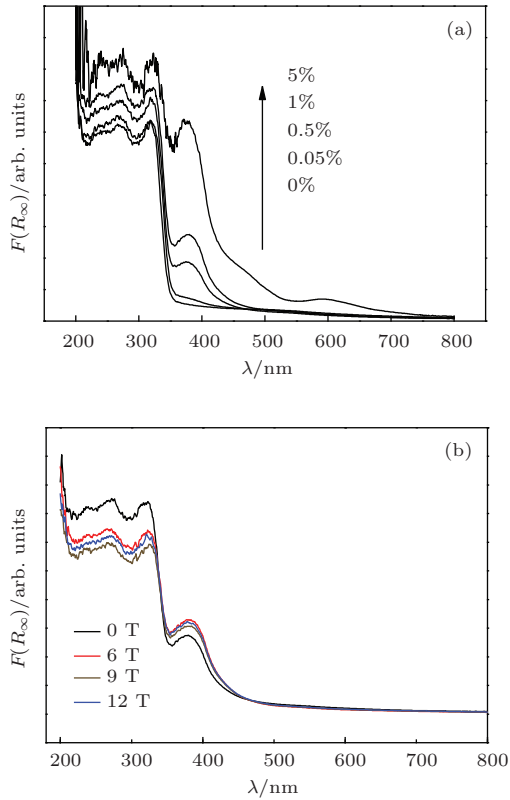 (a)
5%
1%
0.5%
0.05%
0%
F(R∞)/arb. units
200 300 400 500 600 700 800
λ/nm
(b)
F(R∞)/arb. units
0 T
6 T
9 T
12 T
200 300 400 500 600 700 800
λ/nm